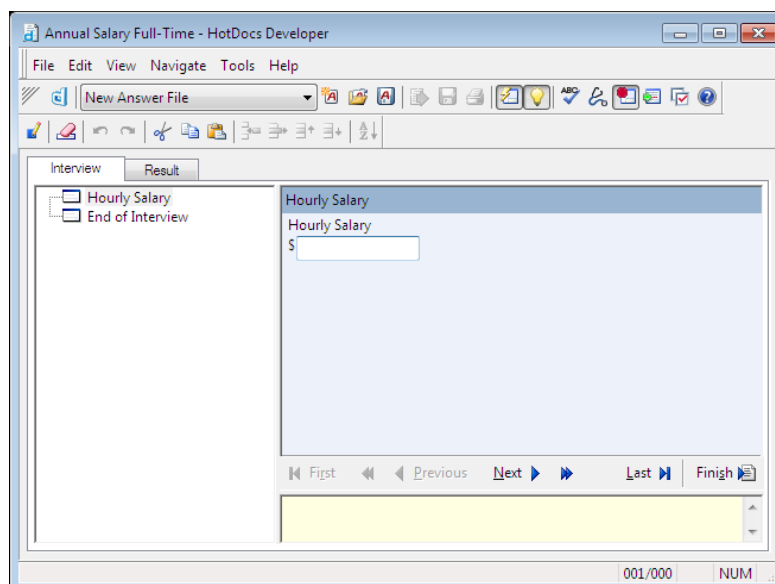 Annual Salary Full-Time - HotDocs Developer
File Edit View Navigate Tools Help
New Answer File
Interview Result
Hourly Salary
End of Interview
Hourly Salary
Hourly Salary
$
First Previous Next Last Finish
001/000 NUM